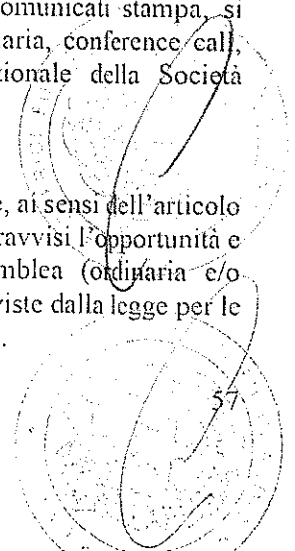 comunicati stampa, si
aria, conference call,
zionale della Società
e, ai sensi dell'articolo
ravvisi l'opportunità e
mblea (ordinaria e/o
viste dalla legge per le
57